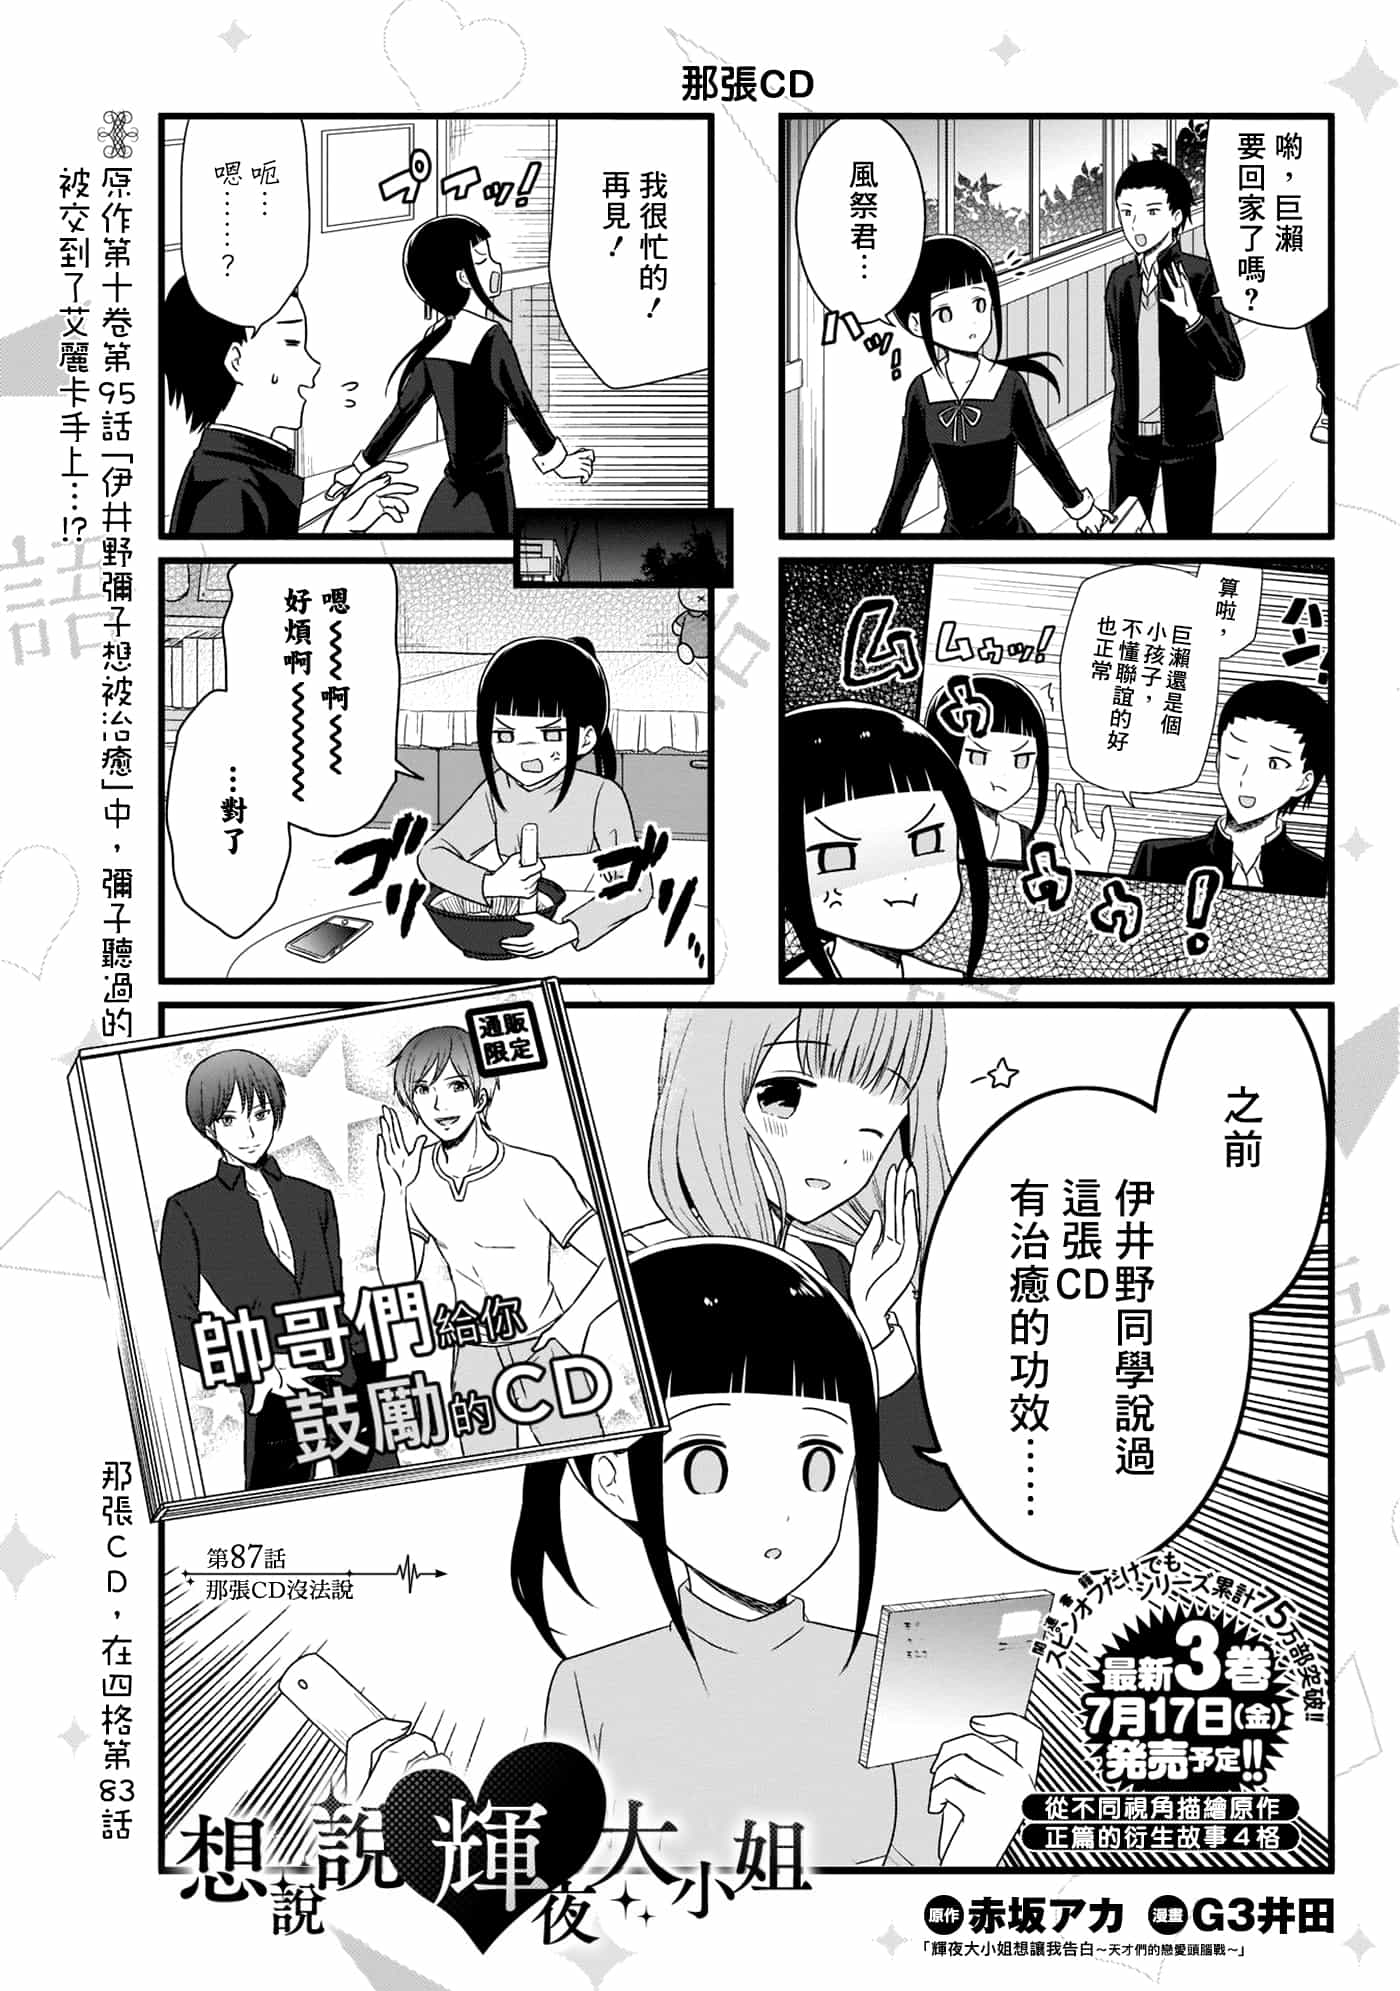 那張CD
喲，巨瀨
要回家了嗎？
風祭君…
ハッ
算啦，
巨瀨還是個
小孩子，
不懂聯誼的好
也正常
ハンッ！
ムゥ
ムゥッ！
我很忙的！
再見！
プイッ！
呃…
嗯……？
嗯～啊～
好煩啊～
…對了
之前
伊井野同學說過
這張CD
有治癒的功效……
通販
限定
帥哥們給你
鼓勵的CD
第87話
那張CD沒法說
原作第十卷第95話「伊井野彌子想被治癒」中，彌子聽過的
那張CD，在四格第83話
被交到了艾麗卡手上…!?
スピンオフだけでも
シリーズ累計75万部突破!!
最新3巻
7月17日(金)
発売予定!!
從不同視角描繪原作
正篇的衍生故事4格
想說說輝夜大小姐
原作 赤坂アカ 漫畫 G3井田
「輝夜大小姐想讓我告白～天才們的戀愛頭腦戰～」